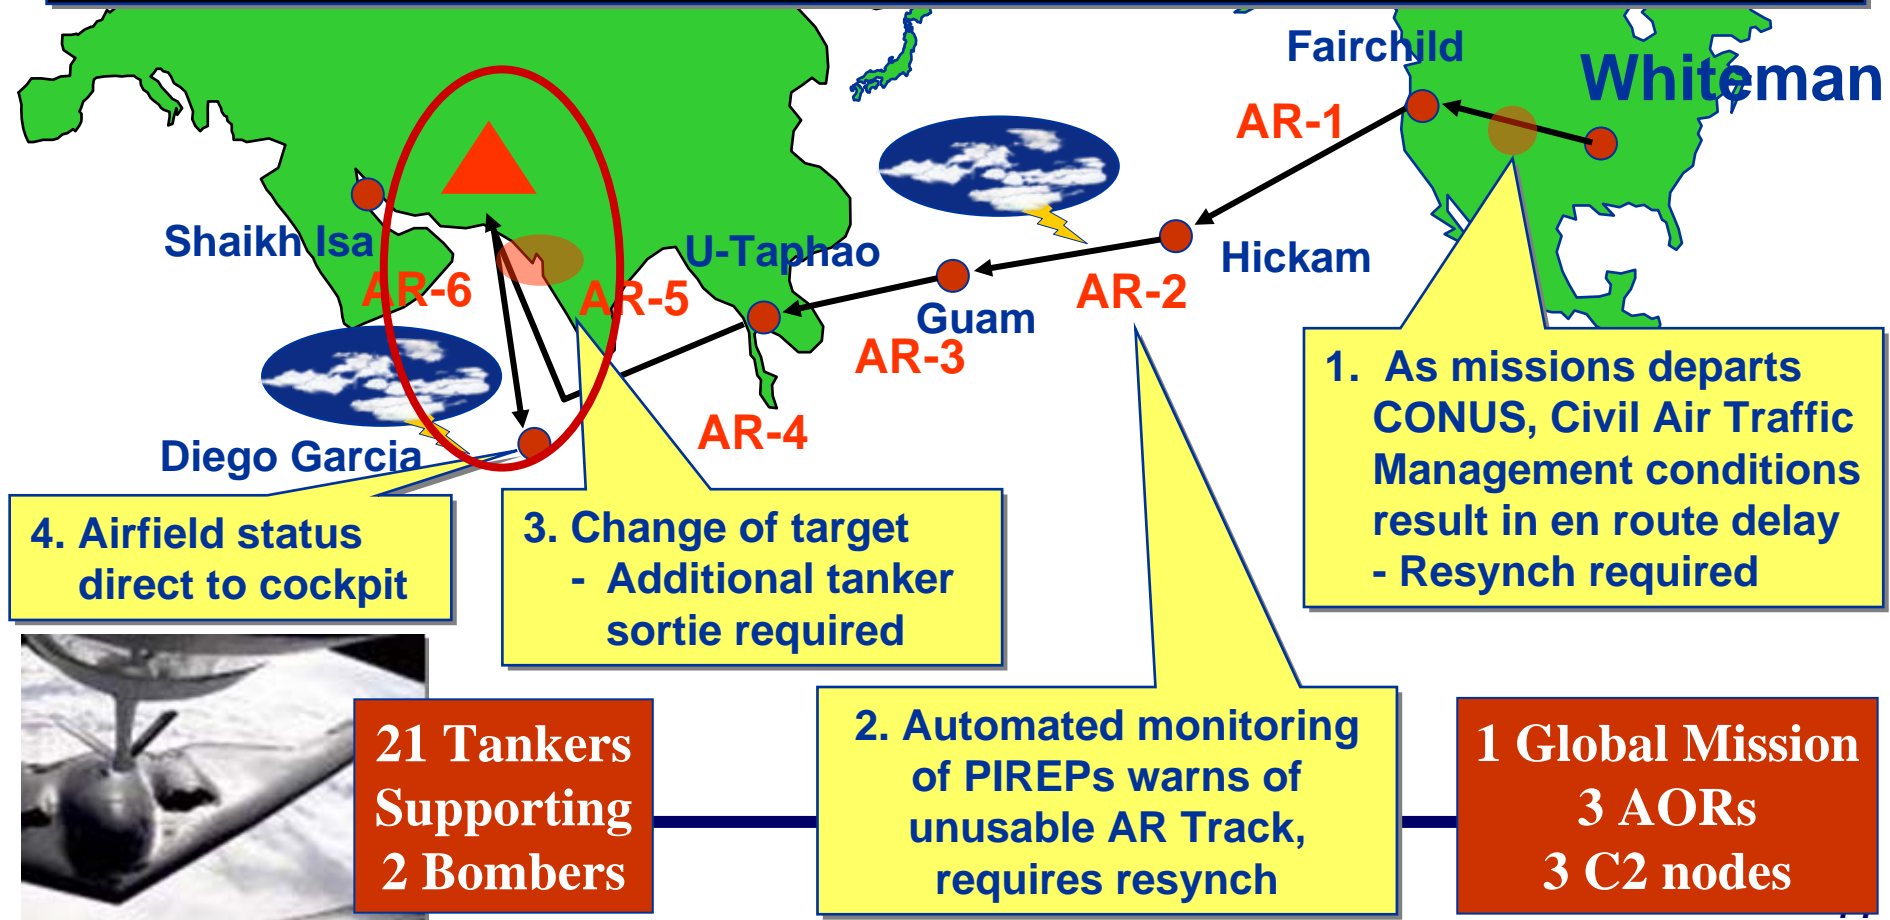 Fairchild
Whiteman
AR-1
Shaikh Isa
U-Taphao
Hickam
AR-6
AR-5
AR-2
Guam
AR-3
AR-4
Diego Garcia
1. As missions departs
CONUS, Civil Air Traffic
Management conditions
result in en route delay
- Resynch required
4. Airfield status
direct to cockpit
3. Change of target
- Additional tanker
sortie required
2. Automated monitoring
of PIREPs warns of
unusable AR Track,
requires resynch
21 Tankers
Supporting
2 Bombers
1 Global Mission
3 AORs
3 C2 nodes